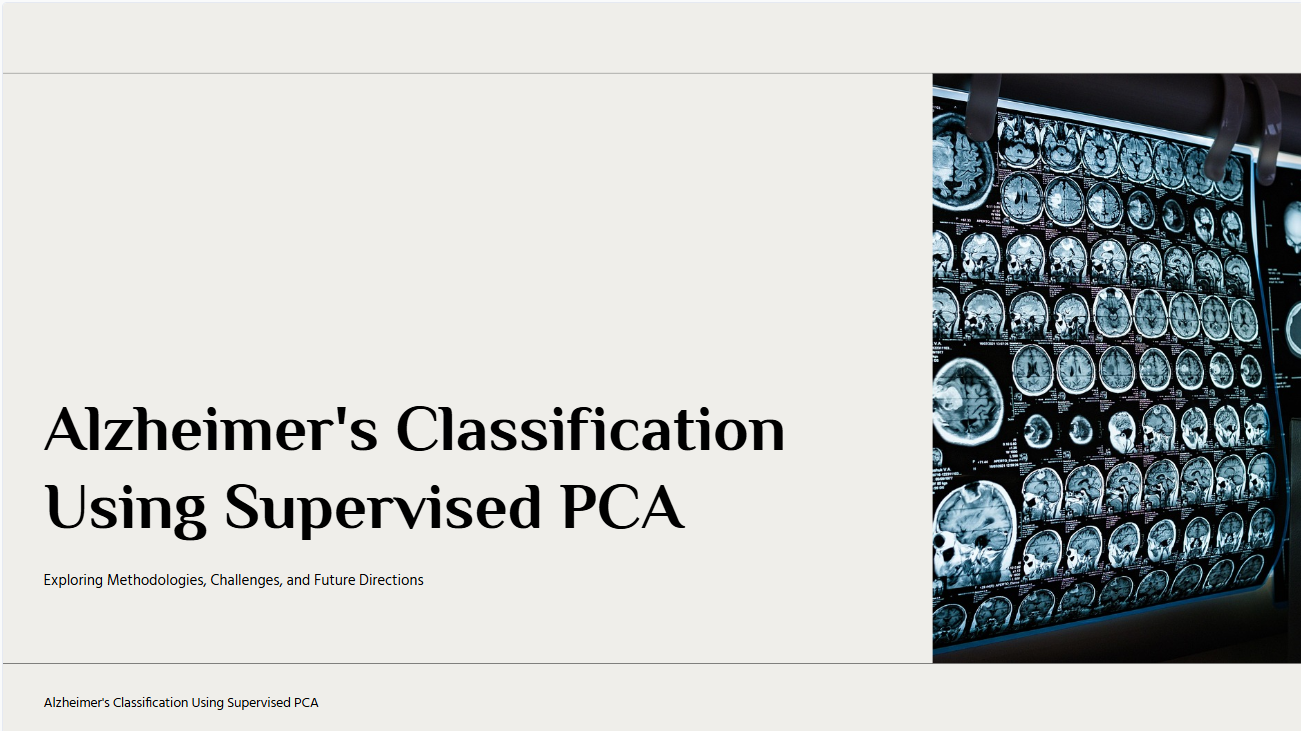 Alzheimer's Classification
Using Supervised PCA
Exploring Methodologies, Challenges, and Future Directions
Alzheimer's Classification Using Supervised PCA